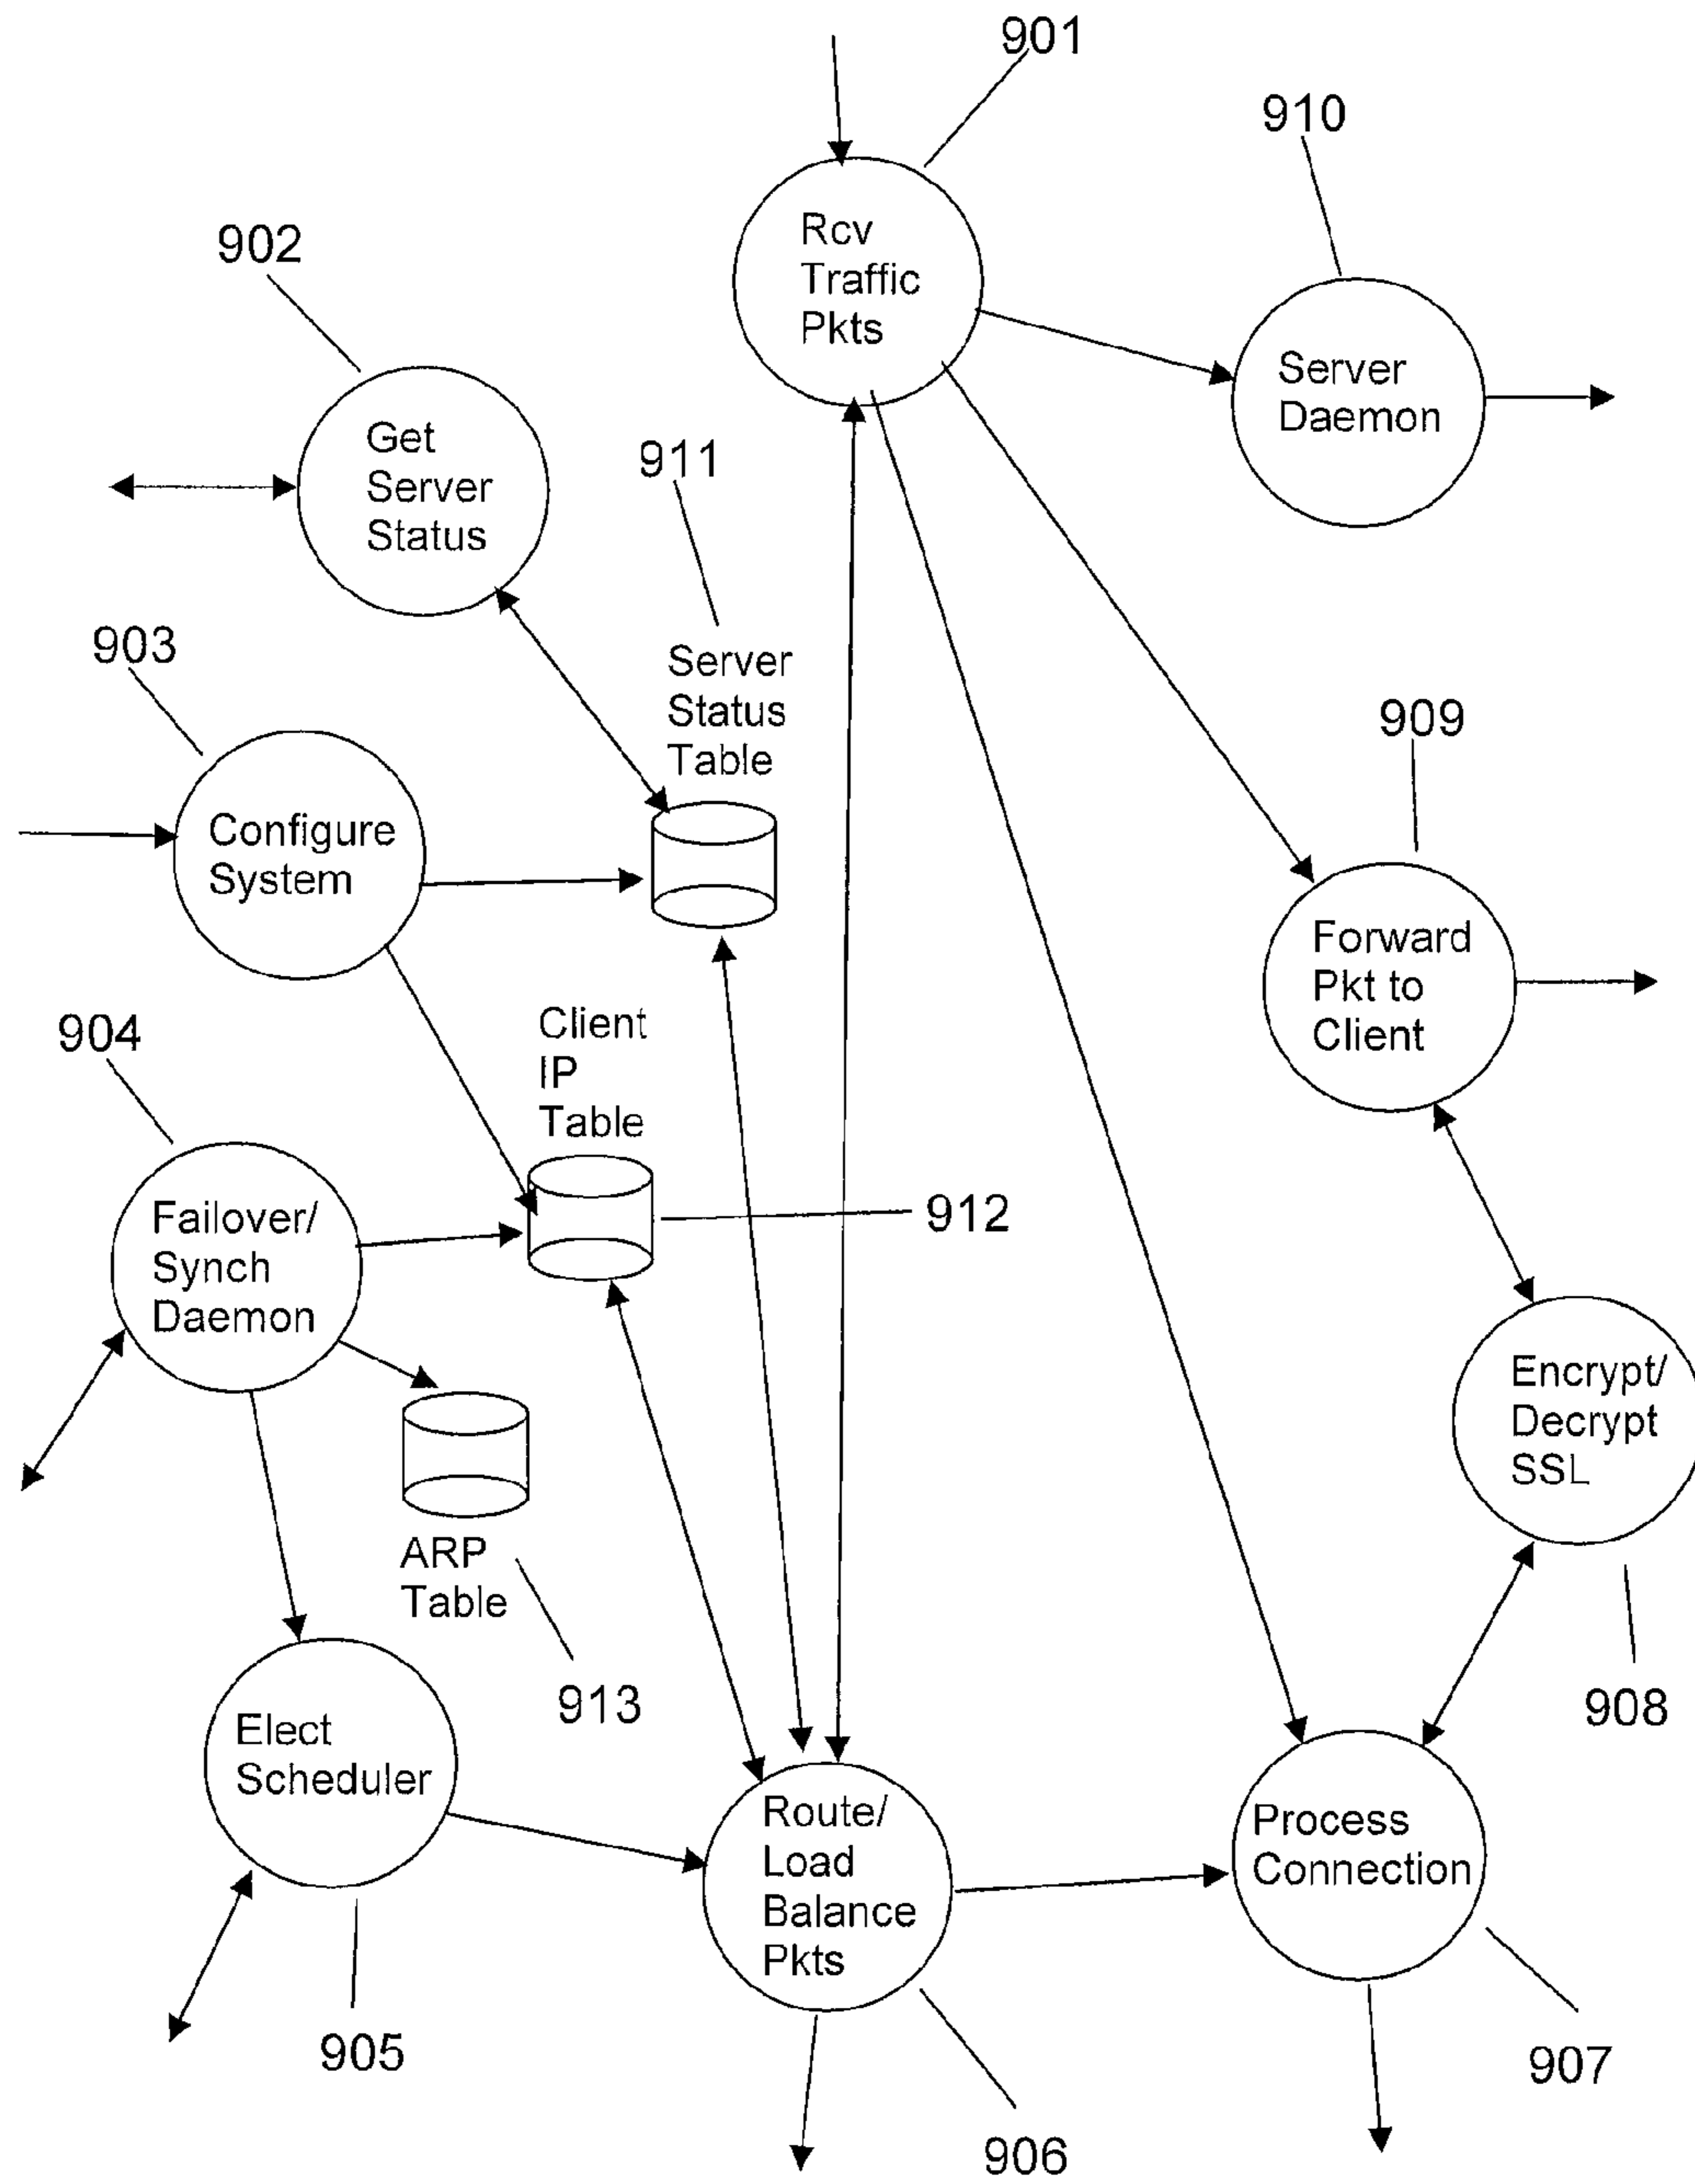 901
Rcv
Traffic
Pkts
910
Server
Daemon
902
Get
Server
Status
911
Server
Status
Table
903
Configure
System
909
Forward
Pkt to
Client
904
Failover/
Synch
Daemon
Client
IP
Table
912
ARP
Table
913
Encrypt/
Decrypt
SSL
908
Elect
Scheduler
905
Route/
Load
Balance
Pkts
906
Process
Connection
907